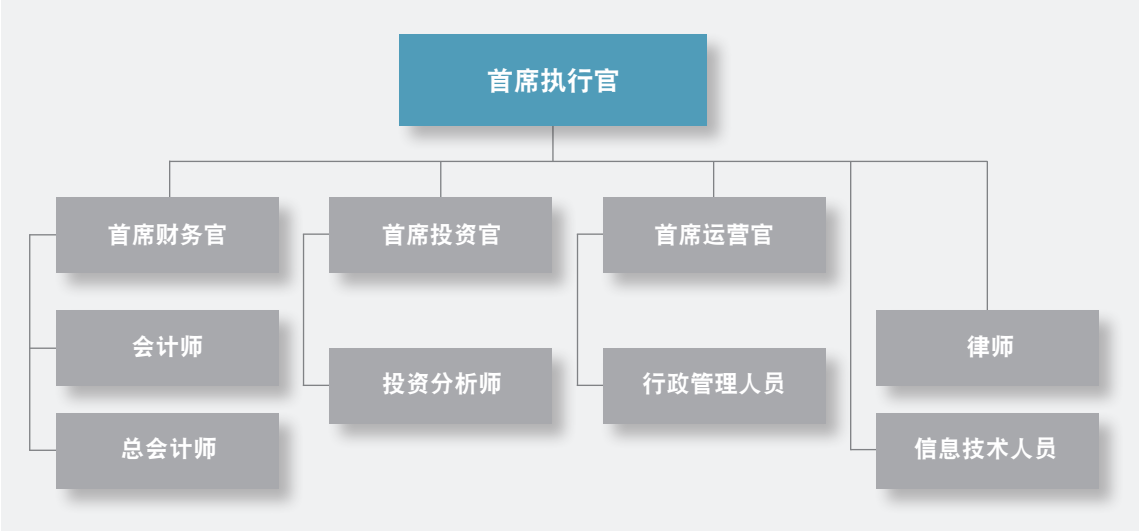 首席执行官
首席财务官
首席投资官
首席运营官
会计师
律师
投资分析师
行政管理人员
总会计师
信息技术人员